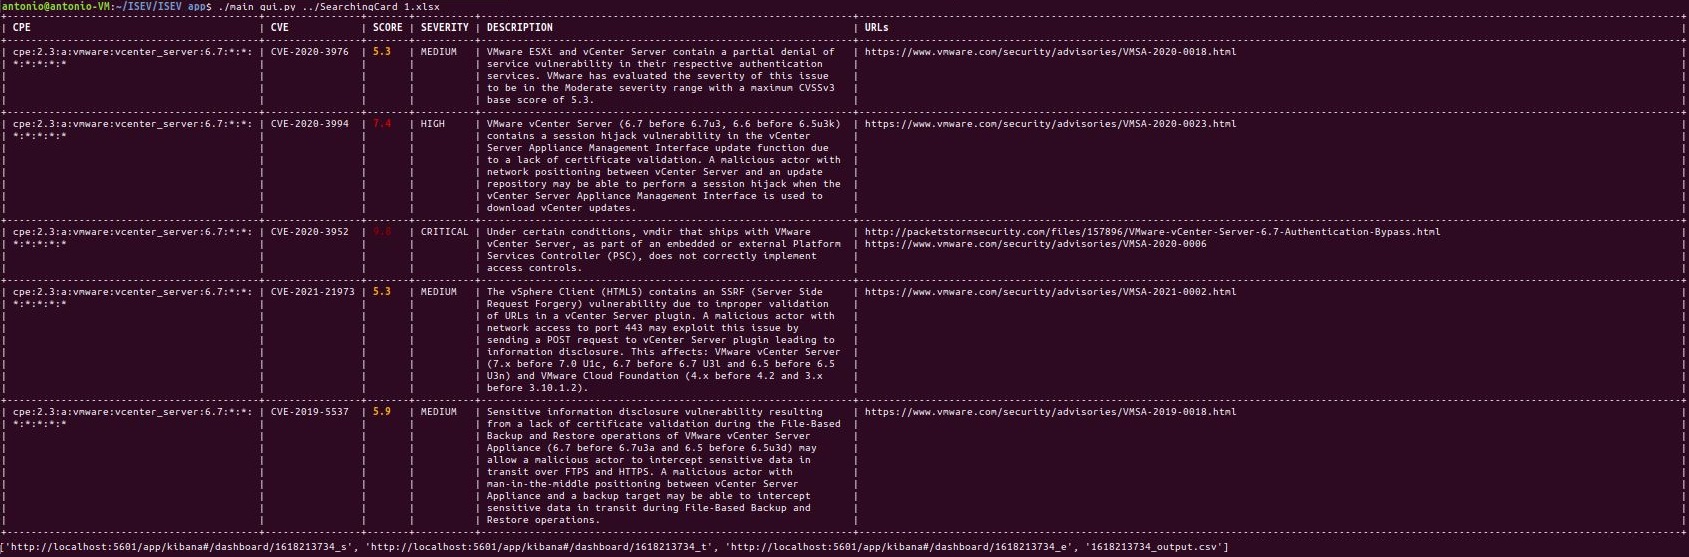 antonio@antonio-VM:~/ISEV/ISEV_app$ ./main_gui.py ../SearchingCard_1.xlsx
| CPE | CVE | SCORE | SEVERITY | DESCRIPTION | URLs |
| cpe:2.3:a:vmware:vcenter_server:6.7:*:*: | CVE-2020-3976 | 5.3 | MEDIUM | VMware ESXi and vCenter Server contain a partial denial of | https://www.vmware.com/security/advisories/VMSA-2020-0018.html |
| *:*:*:*:* | | | | service vulnerability in their respective authentication | |
| | | | | services. VMware has evaluated the severity of this issue | |
| | | | | to be in the Moderate severity range with a maximum CVSSv3 | |
| | | | | base score of 5.3. | |
| cpe:2.3:a:vmware:vcenter_server:6.7:*:*: | CVE-2020-3994 | 7.4 | HIGH | VMware vCenter Server (6.7 before 6.7u3, 6.6 before 6.5u3k) | https://www.vmware.com/security/advisories/VMSA-2020-0023.html |
| *:*:*:*:* | | | | contains a session hijack vulnerability in the vCenter | |
| | | | | Server Appliance Management Interface update function due | |
| | | | | to a lack of certificate validation. A malicious actor with | |
| | | | | network positioning between vCenter Server and an update | |
| | | | | repository may be able to perform a session hijack when the | |
| | | | | vCenter Server Appliance Management Interface is used to | |
| | | | | download vCenter updates. | |
| cpe:2.3:a:vmware:vcenter_server:6.7:*:*: | CVE-2020-3952 | 9.8 | CRITICAL | Under certain conditions, vmdir that ships with VMware | http://packetstormsecurity.com/files/157896/VMware-vCenter-Server-6.7-Authentication-Bypass.html |
| *:*:*:*:* | | | | vCenter Server, as part of an embedded or external Platform | https://www.vmware.com/security/advisories/VMSA-2020-0006 |
| | | | | Services Controller (PSC), does not correctly implement | |
| | | | | access controls. | |
| cpe:2.3:a:vmware:vcenter_server:6.7:*:*: | CVE-2021-21973 | 5.3 | MEDIUM | The vSphere Client (HTML5) contains an SSRF (Server Side | https://www.vmware.com/security/advisories/VMSA-2021-0002.html |
| *:*:*:*:* | | | | Request Forgery) vulnerability due to improper validation | |
| | | | | of URLs in a vCenter Server plugin. A malicious actor with | |
| | | | | network access to port 443 may exploit this issue by | |
| | | | | sending a POST request to vCenter Server plugin leading to | |
| | | | | information disclosure. This affects: VMware vCenter Server | |
| | | | | (7.x before 7.0 U1c, 6.7 before 6.7 U3l and 6.5 before 6.5 | |
| | | | | U3n) and VMware Cloud Foundation (4.x before 4.2 and 3.x | |
| | | | | before 3.10.1.2). | |
| cpe:2.3:a:vmware:vcenter_server:6.7:*:*: | CVE-2019-5537 | 5.9 | MEDIUM | Sensitive information disclosure vulnerability resulting | https://www.vmware.com/security/advisories/VMSA-2019-0018.html |
| *:*:*:*:* | | | | from a lack of certificate validation during the File-Based | |
| | | | | Backup and Restore operations of VMware vCenter Server | |
| | | | | Appliance (6.7 before 6.7u3a and 6.5 before 6.5u3d) may | |
| | | | | allow a malicious actor to intercept sensitive data in | |
| | | | | transit over FTPS and HTTPS. A malicious actor with | |
| | | | | man-in-the-middle positioning between vCenter Server | |
| | | | | Appliance and a backup target may be able to intercept | |
| | | | | sensitive data in transit during File-Based Backup and | |
| | | | | Restore operations. | |
['http://localhost:5601/app/kibana#/dashboard/1618213734_s', 'http://localhost:5601/app/kibana#/dashboard/1618213734_t', 'http://localhost:5601/app/kibana#/dashboard/1618213734_e', '1618213734_output.csv']